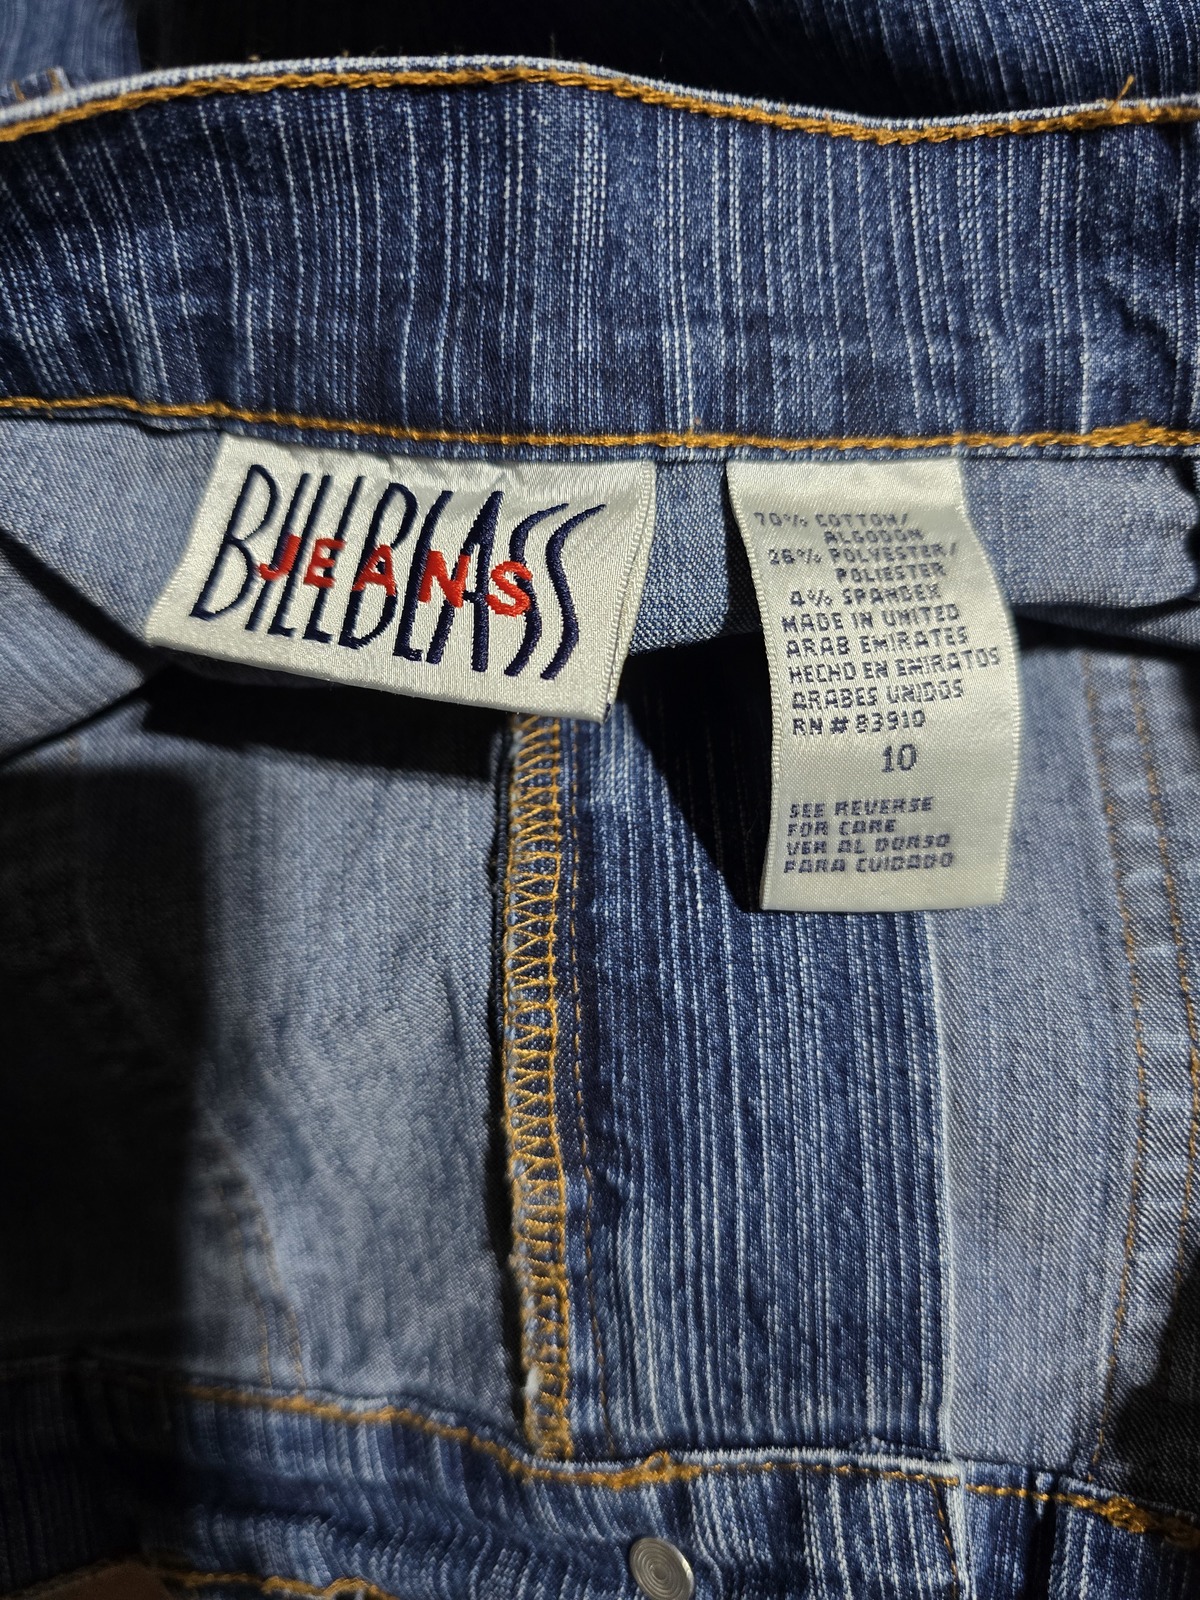 BILL BLASS
JEANS
70% COTTON/
ALGODON
26% POLYESTER/
POLIESTER
4% SPANDEX
MADE IN UNITED
ARAB EMIRATES
HECHO EN EMIRATOS
ARABES UNIDOS
RN # 83910
10
SEE REVERSE
FOR CARE
VER AL DORSO
PARA CUIDADO